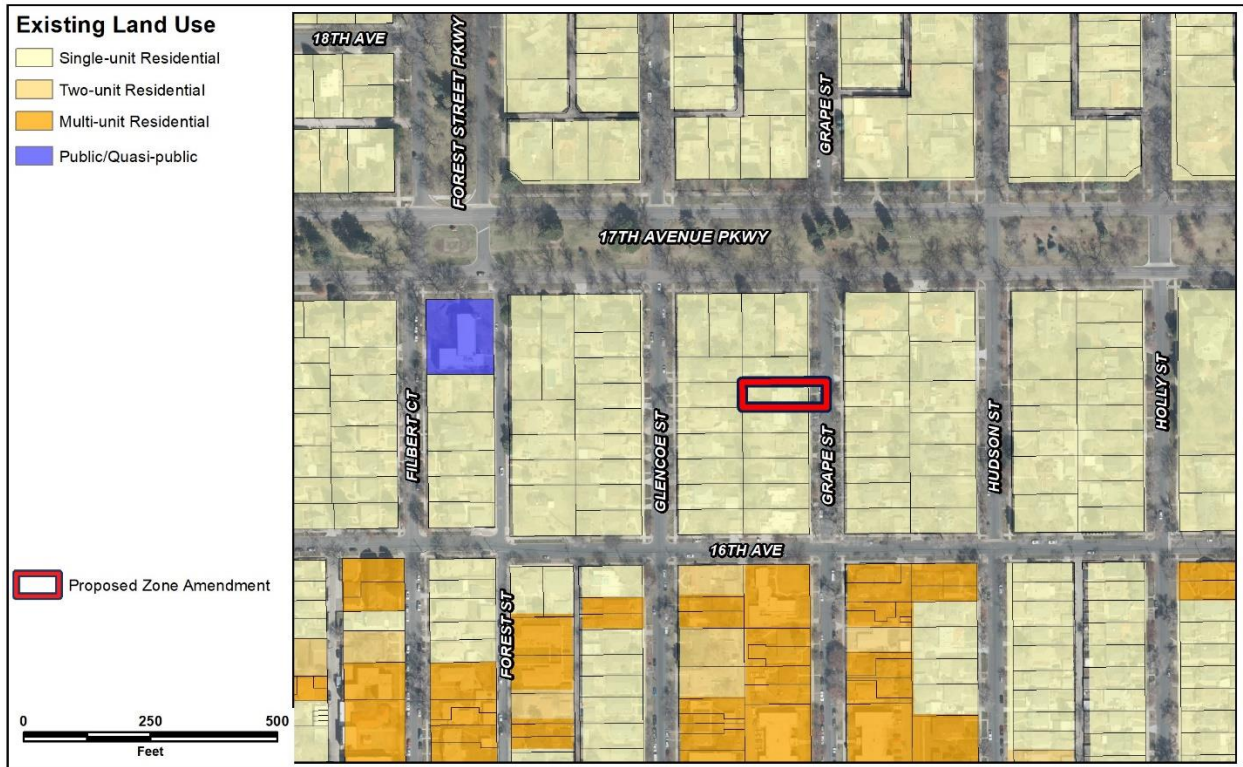 Existing Land Use
Single-unit Residential
Two-unit Residential
Multi-unit Residential
Public/Quasi-public
Proposed Zone Amendment
0 250 500
Feet
18TH AVE
FOREST STREET PKWY
GRAPE ST
17TH AVENUE PKWY
FILBERT CT
GLENCOE ST
GRAPE ST
HUDSON ST
HOLLY ST
16TH AVE
FOREST ST